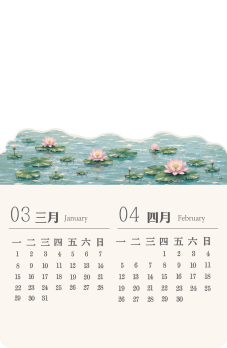 03 三月 January
一 二 三 四 五 六 日
1 2 3 4 5 6 7
8 9 10 11 12 13 14
15 16 17 18 19 20 21
22 23 24 25 26 27 28
29 30 31
04 四月 February
一 二 三 四 五 六 日
1 2 3 4
5 6 7 8 9 10 11
12 13 14 15 16 17 18
19 20 21 22 23 24 25
26 27 28 29 30